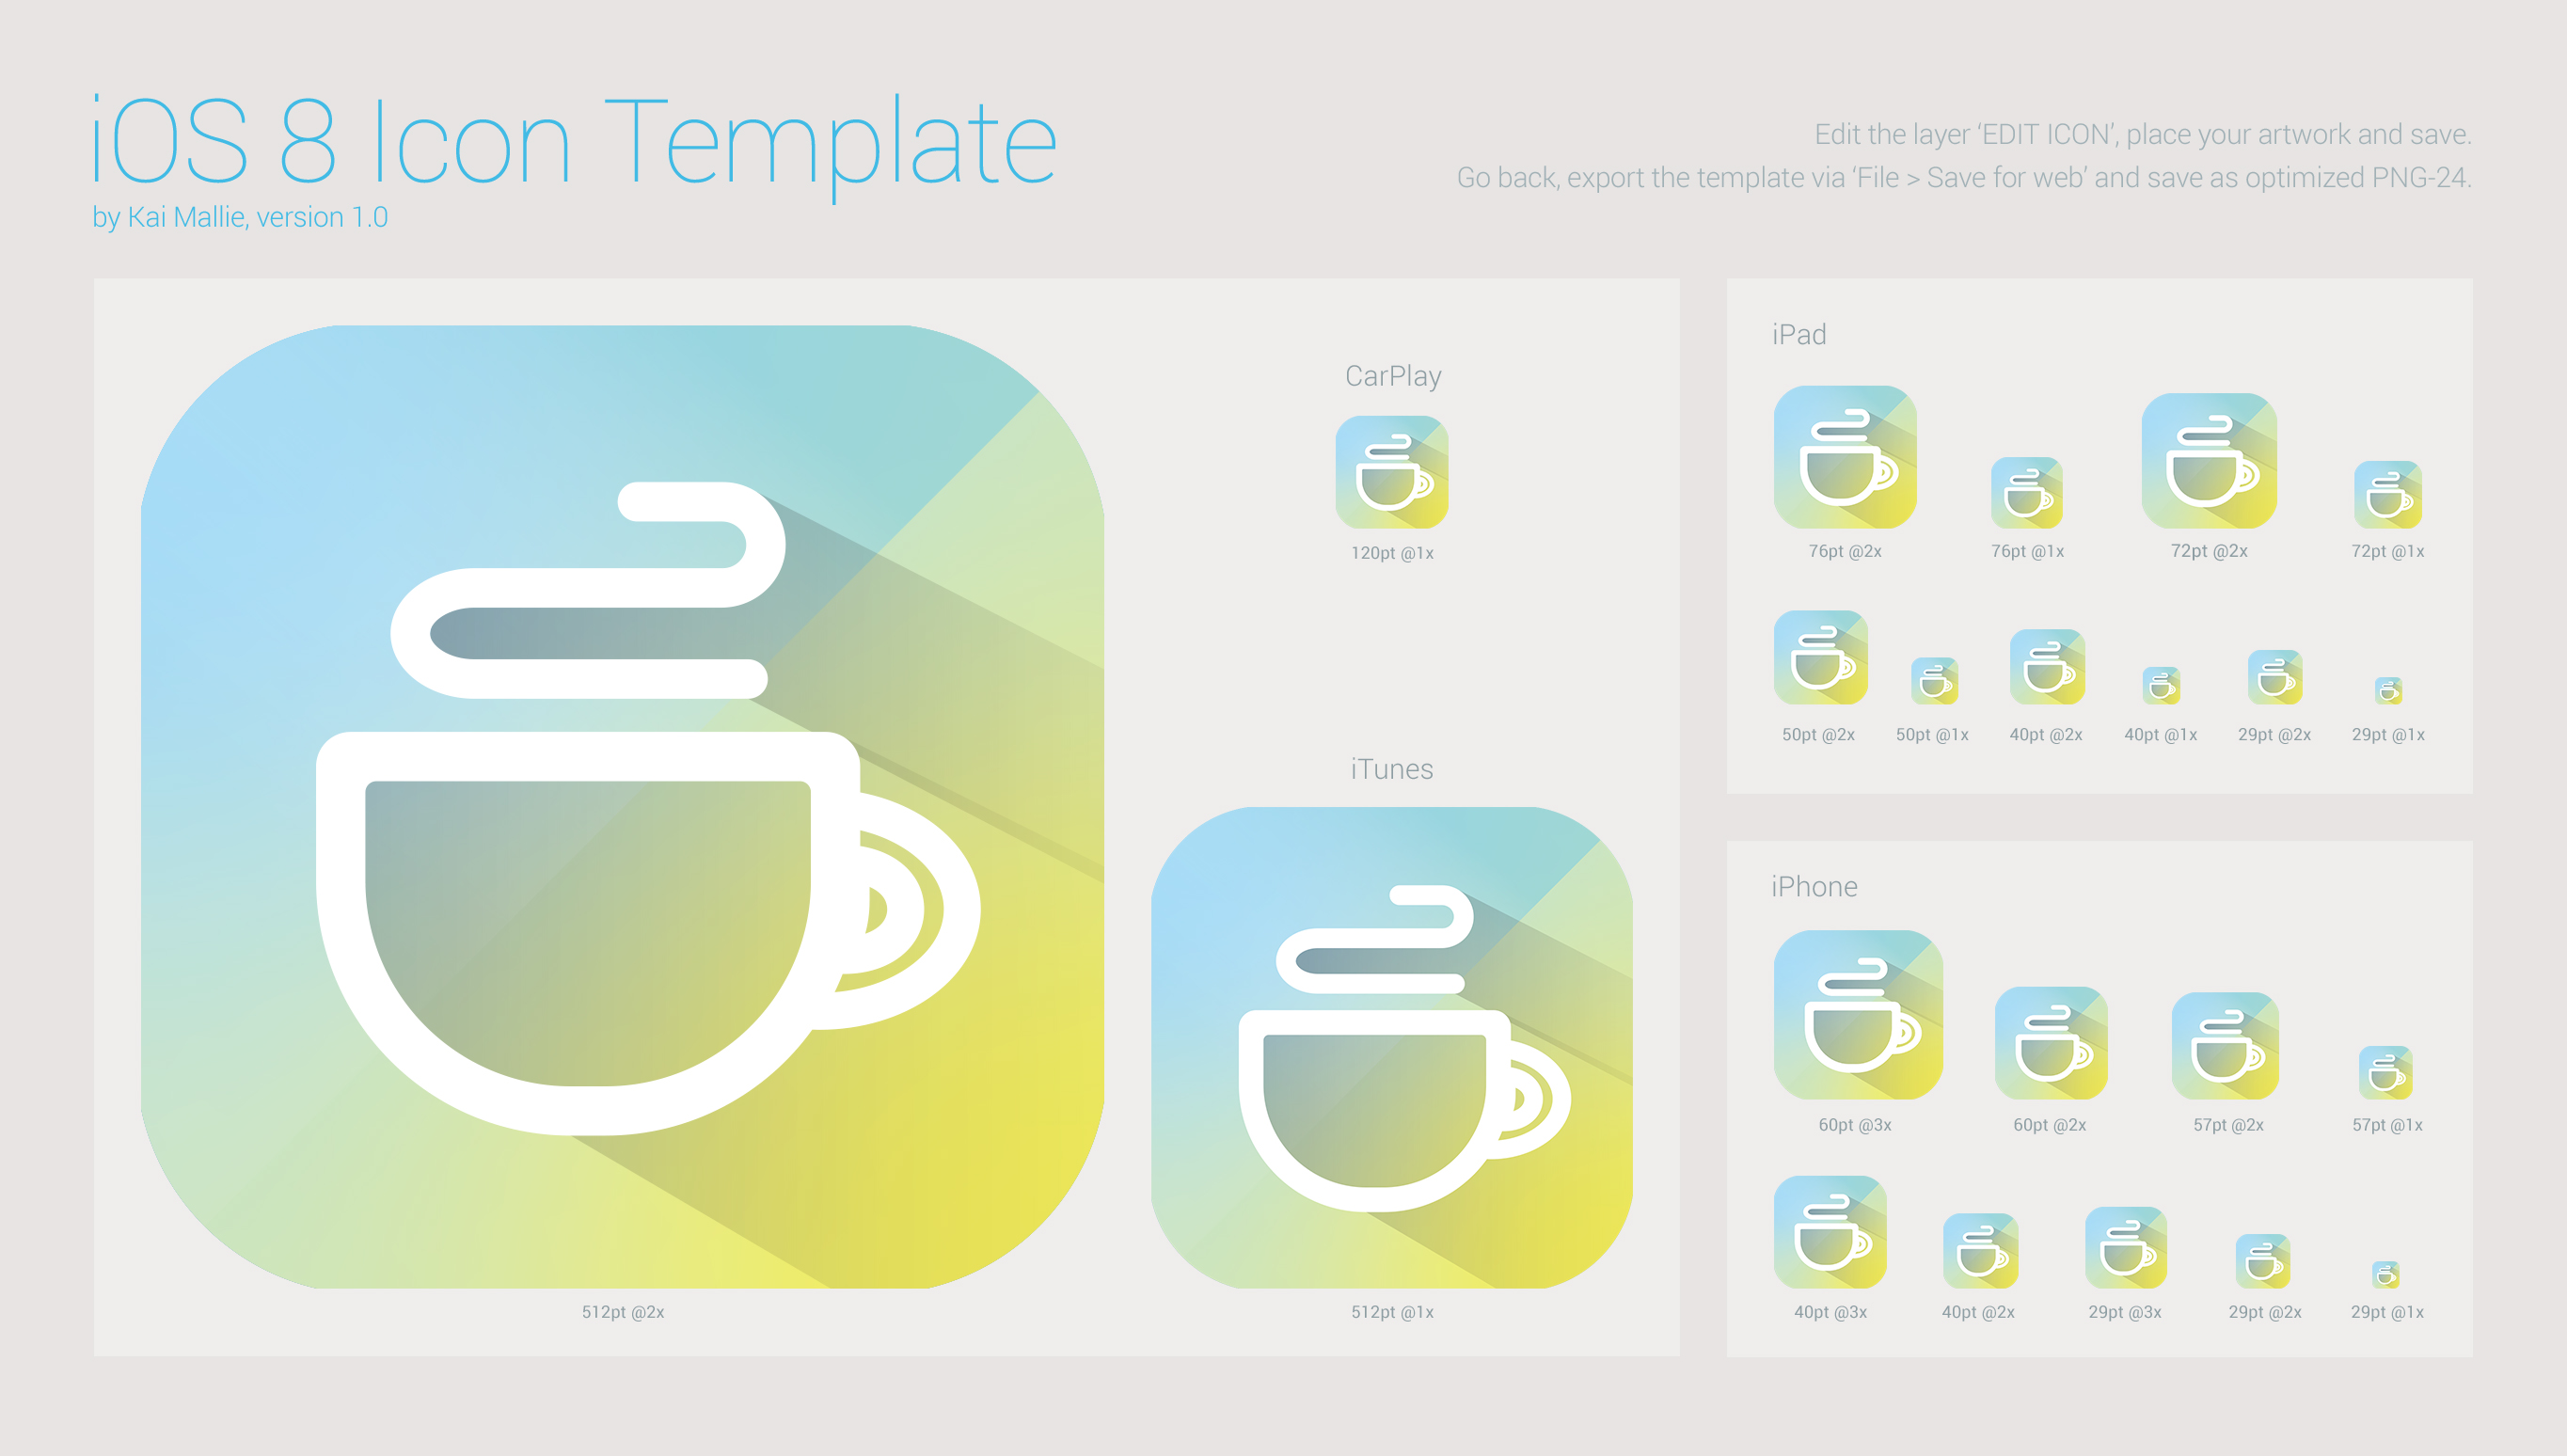 iOS 8 Icon Template
by Kai Mallie, version 1.0
Edit the layer ‘EDIT ICON’, place your artwork and save.
Go back, export the template via ‘File > Save for web’ and save as optimized PNG-24.
512pt @2x
CarPlay
120pt @1x
iTunes
512pt @1x
iPad
76pt @2x
76pt @1x
72pt @2x
72pt @1x
50pt @2x
50pt @1x
40pt @2x
40pt @1x
29pt @2x
29pt @1x
iPhone
60pt @3x
60pt @2x
57pt @2x
57pt @1x
40pt @3x
40pt @2x
29pt @3x
29pt @2x
29pt @1x